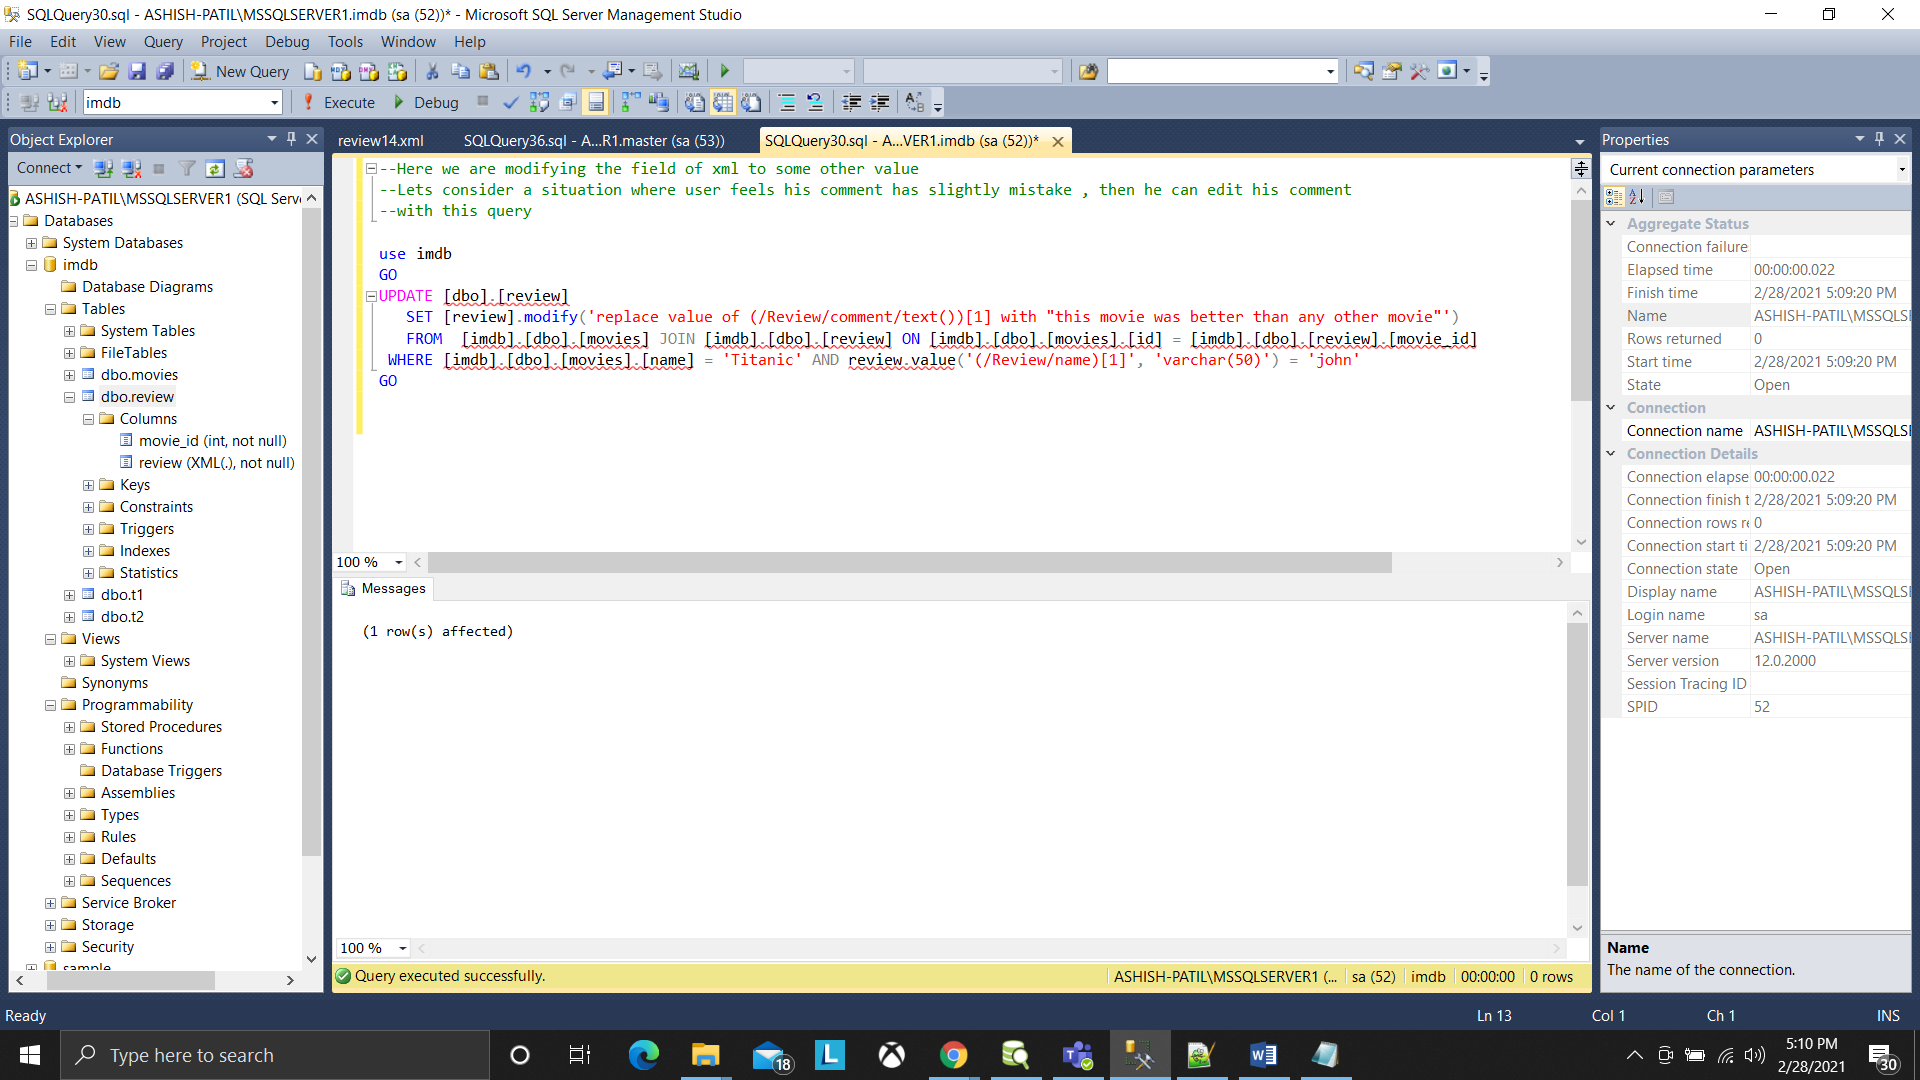 SQLQuery30.sql - ASHISH-PATIL\MSSQLSERVER1.imdb (sa (52))* - Microsoft SQL Server Management Studio
File Edit View Query Project Debug Tools Window Help
New Query
imdb Execute Debug
Object Explorer
Connect
ASHISH-PATIL\MSSQLSERVER1 (SQL Serv
Databases
System Databases
imdb
Database Diagrams
Tables
System Tables
FileTables
dbo.movies
dbo.review
Columns
movie_id (int, not null)
review (XML(.), not null)
Keys
Constraints
Triggers
Indexes
Statistics
dbo.t1
dbo.t2
Views
System Views
Synonyms
Programmability
Stored Procedures
Functions
Database Triggers
Assemblies
Types
Rules
Defaults
Sequences
Service Broker
Storage
Security
sample
review14.xml SQLQuery36.sql - A...R1.master (sa (53)) SQLQuery30.sql - A...VER1.imdb (sa (52))*
--Here we are modifying the field of xml to some other value
--Lets consider a situation where user feels his comment has slightly mistake , then he can edit his comment
--with this query
use imdb
GO
UPDATE [dbo].[review]
SET [review].modify('replace value of (/Review/comment/text())[1] with "this movie was better than any other movie"')
FROM [imdb].[dbo].[movies] JOIN [imdb].[dbo].[review] ON [imdb].[dbo].[movies].[id] = [imdb].[dbo].[review].[movie_id]
WHERE [imdb].[dbo].[movies].[name] = 'Titanic' AND review.value('(/Review/name)[1]', 'varchar(50)') = 'john'
GO
100 %
Messages
(1 row(s) affected)
100 %
Query executed successfully. ASHISH-PATIL\MSSQLSERVER1 (... sa (52) imdb 00:00:00 0 rows
Properties
Current connection parameters
Aggregate Status
Connection failure
Elapsed time 00:00:00.022
Finish time 2/28/2021 5:09:20 PM
Name ASHISH-PATIL\MSSQLSI
Rows returned 0
Start time 2/28/2021 5:09:20 PM
State Open
Connection
Connection name ASHISH-PATIL\MSSQLSI
Connection Details
Connection elapse 00:00:00.022
Connection finish t 2/28/2021 5:09:20 PM
Connection rows re 0
Connection start ti 2/28/2021 5:09:20 PM
Connection state Open
Display name ASHISH-PATIL\MSSQLSI
Login name sa
Server name ASHISH-PATIL\MSSQLSI
Server version 12.0.2000
Session Tracing ID
SPID 52
Name
The name of the connection.
Ready Ln 13 Col 1 Ch 1 INS
Type here to search
18
5:10 PM
2/28/2021
30